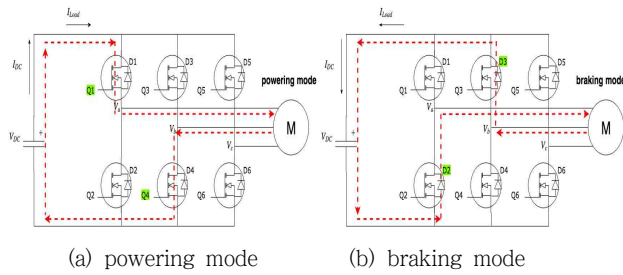 I_Load
I_DC
D1
D3
D5
powering mode
Q1
Q3
Q5
V_a
V_b
M
V_c
V_DC
+
D2
D4
D6
Q2
Q4
Q6
(a) powering mode
I_Load
I_DC
D1
D3
D5
braking mode
Q1
Q3
Q5
V_a
V_b
M
V_c
V_DC
+
D2
D4
D6
Q2
Q4
Q6
(b) braking mode